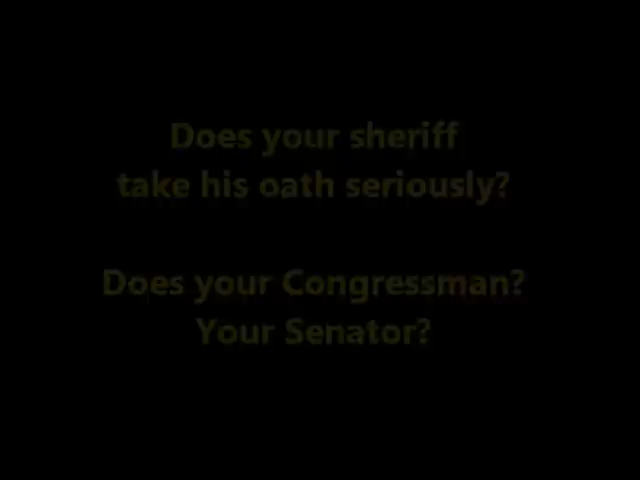 Does your sheriff
take his oath seriously?
Does your Congressman?
Your Senator?